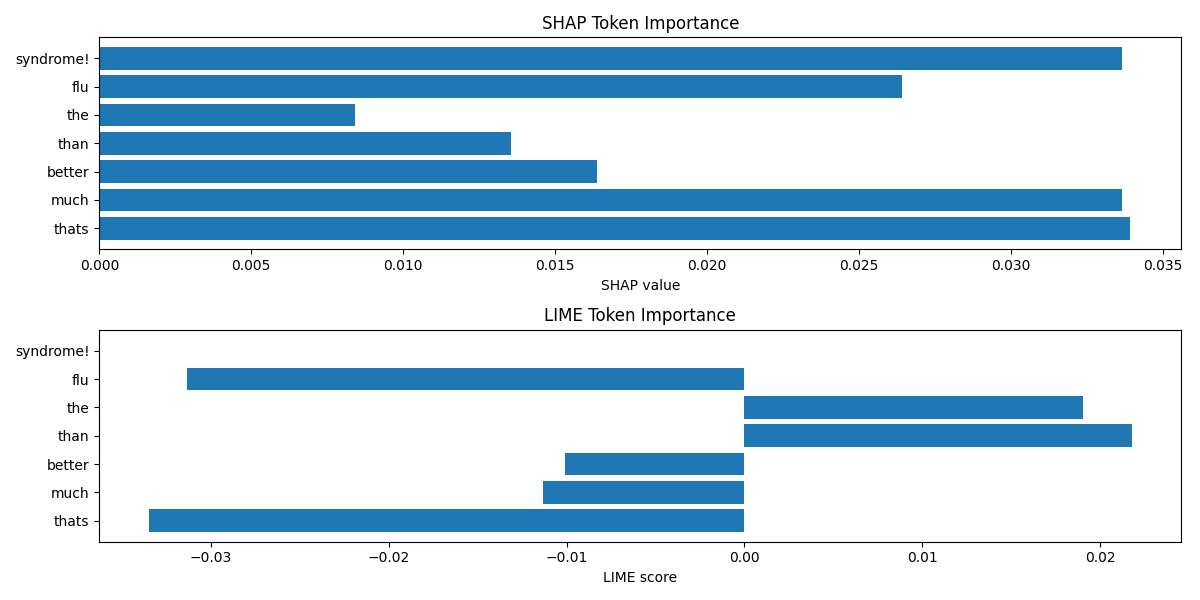 SHAP Token Importance
syndrome!
flu
the
than
better
much
thats
0.000 0.005 0.010 0.015 0.020 0.025 0.030 0.035
SHAP value
LIME Token Importance
syndrome!
flu
the
than
better
much
thats
−0.03 −0.02 −0.01 0.00 0.01 0.02
LIME score